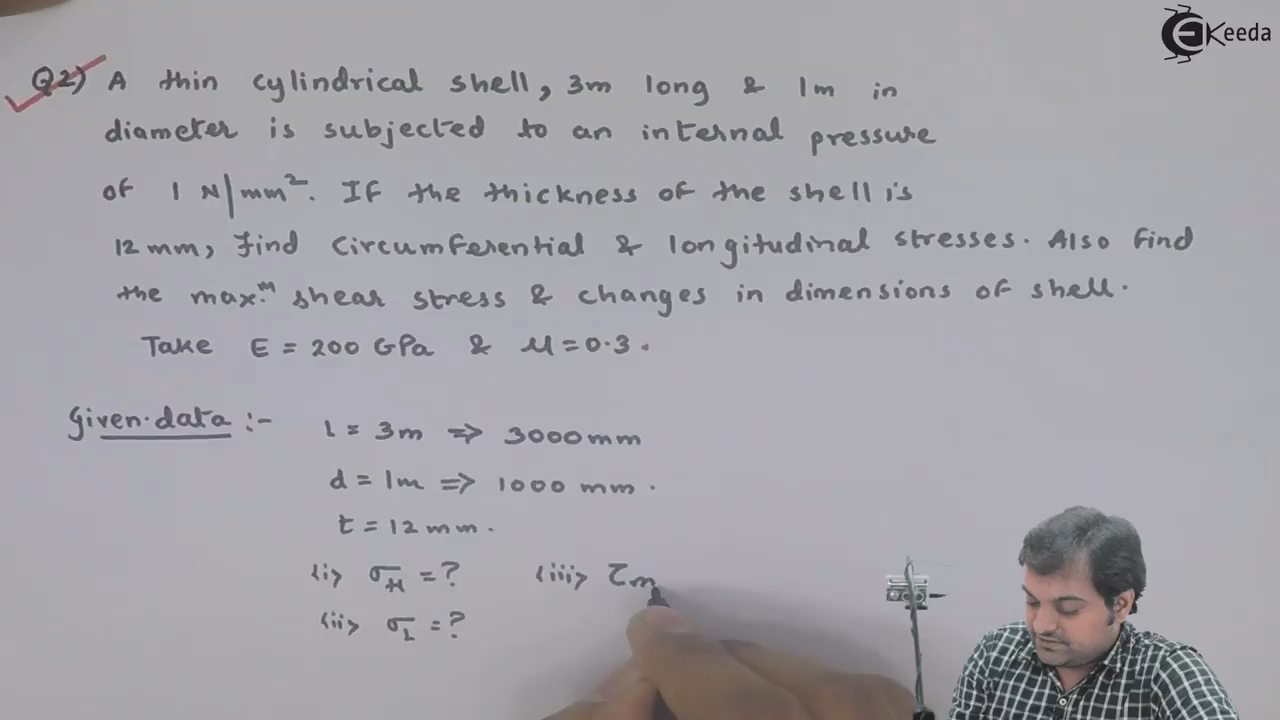 EKeeda
Q2) A thin cylindrical shell, 3m long & 1m in
diameter is subjected to an internal pressure
of 1 N/mm². If the thickness of the shell is
12 mm, find circumferential & longitudinal stresses. Also find
the max.ᵐ shear stress & changes in dimensions of shell.
Take E = 200 GPa & μ = 0.3.
Given data :-
l = 3m => 3000mm
d = 1m => 1000 mm.
t = 12 mm.
<i> σH = ? <iii> τm
<ii> σL = ?